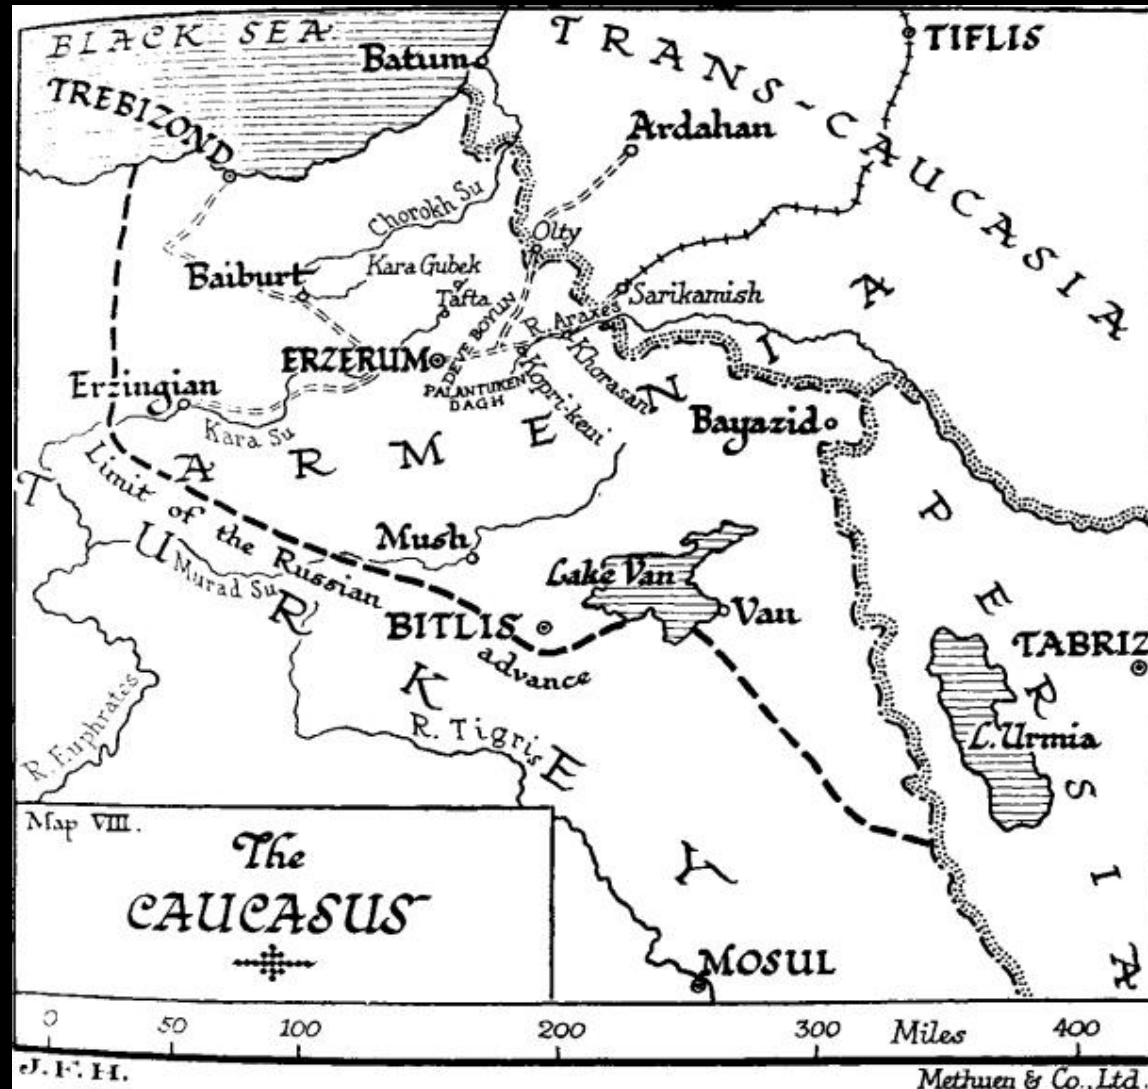 BLACK SEA
TREBIZOND
Batum
TRANS-CAUCASIA
TIFLIS
Ardahan
Chorokh Su
Olty
Baiburt
Kara Gubek
Tafta
Sarikamish
R. Araxes
DEVE BOYUN
ERZERUM
Khorasan
PALANTUKEN
DAGH
Kopri-keui
Erzingian
Kara Su
Bayazid
ARMENIA
Limit of the Russian advance
TURKEY
Mush
Murad Su
Lake Van
Van
BITLIS
PERSIA
TABRIZ
L. Urmia
R. Euphrates
R. Tigris
Map VIII.
The
CAUCASUS
MOSUL
0 50 100 200 300 Miles 400
J.F.H.
Methuen & Co., Ltd